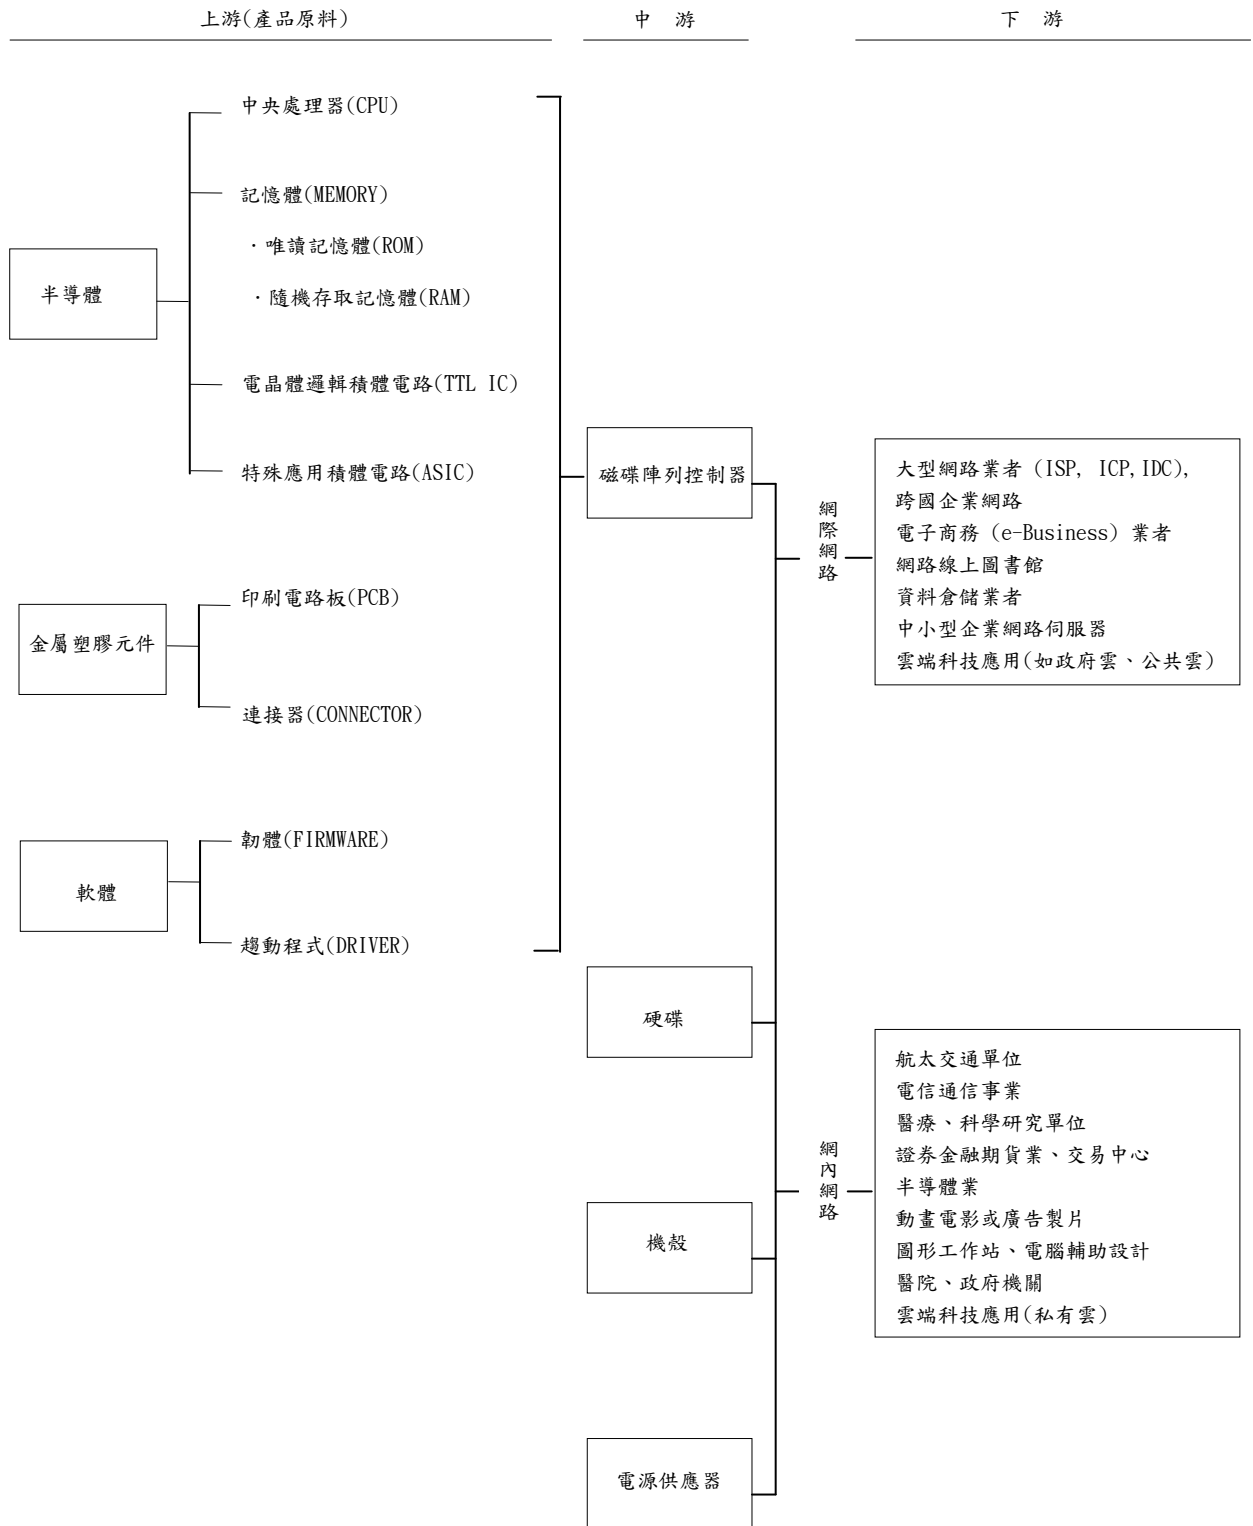 上游(產品原料)
中 游
下 游
中央處理器(CPU)
記憶體(MEMORY)
．唯讀記憶體(ROM)
．隨機存取記憶體(RAM)
半導體
電晶體邏輯積體電路(TTL IC)
特殊應用積體電路(ASIC)
印刷電路板(PCB)
金屬塑膠元件
連接器(CONNECTOR)
韌體(FIRMWARE)
軟體
趨動程式(DRIVER)
磁碟陣列控制器
硬碟
機殼
電源供應器
網際網路
大型網路業者 (ISP, ICP,IDC),
跨國企業網路
電子商務 (e-Business) 業者
網路線上圖書館
資料倉儲業者
中小型企業網路伺服器
雲端科技應用(如政府雲、公共雲)
網內網路
航太交通單位
電信通信事業
醫療、科學研究單位
證券金融期貨業、交易中心
半導體業
動畫電影或廣告製片
圖形工作站、電腦輔助設計
醫院、政府機關
雲端科技應用(私有雲)